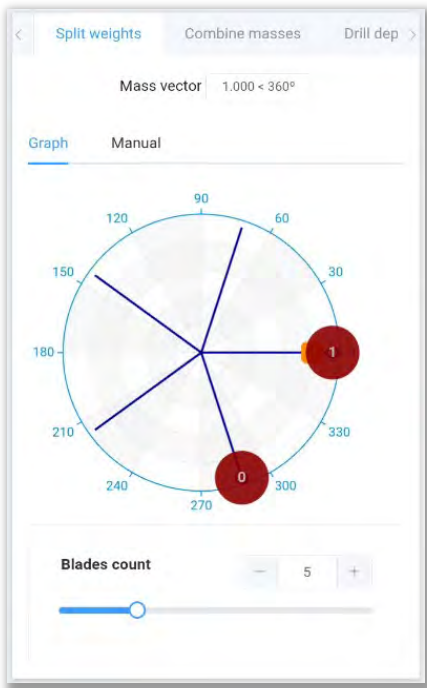 Split weights Combine masses Drill dep
Mass vector 1.000 < 360º
Graph Manual
90
120 60
150 30
180 1
210 330
0
240 300
270
Blades count 5